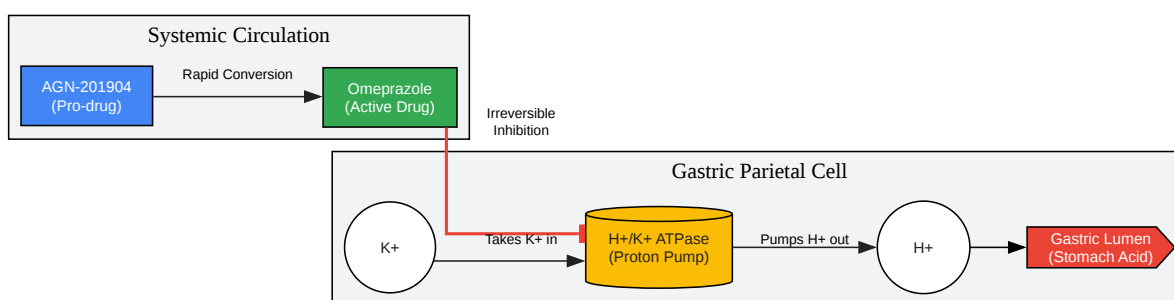 Systemic Circulation
AGN-201904
(Pro-drug)
Rapid Conversion
Omeprazole
(Active Drug)
Irreversible
Inhibition
Gastric Parietal Cell
K+
Takes K+ in
H+/K+ ATPase
(Proton Pump)
Pumps H+ out
H+
Gastric Lumen
(Stomach Acid)